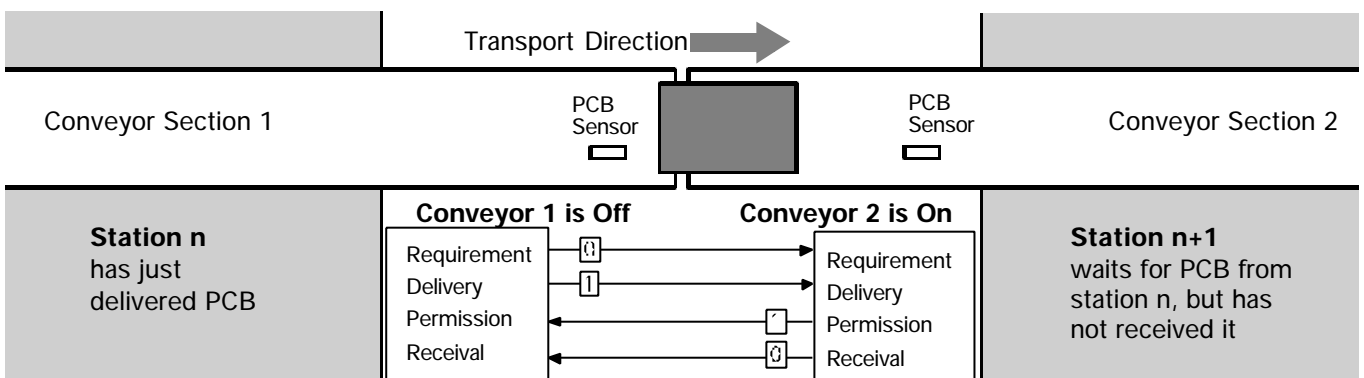 Transport Direction
Conveyor Section 1
PCB
Sensor
PCB
Sensor
Conveyor Section 2
Conveyor 1 is Off
Conveyor 2 is On
Station n
has just
delivered PCB
Requirement
Delivery
Permission
Receival
0
1
0
Requirement
Delivery
Permission
Receival
Station n+1
waits for PCB from
station n, but has
not received it